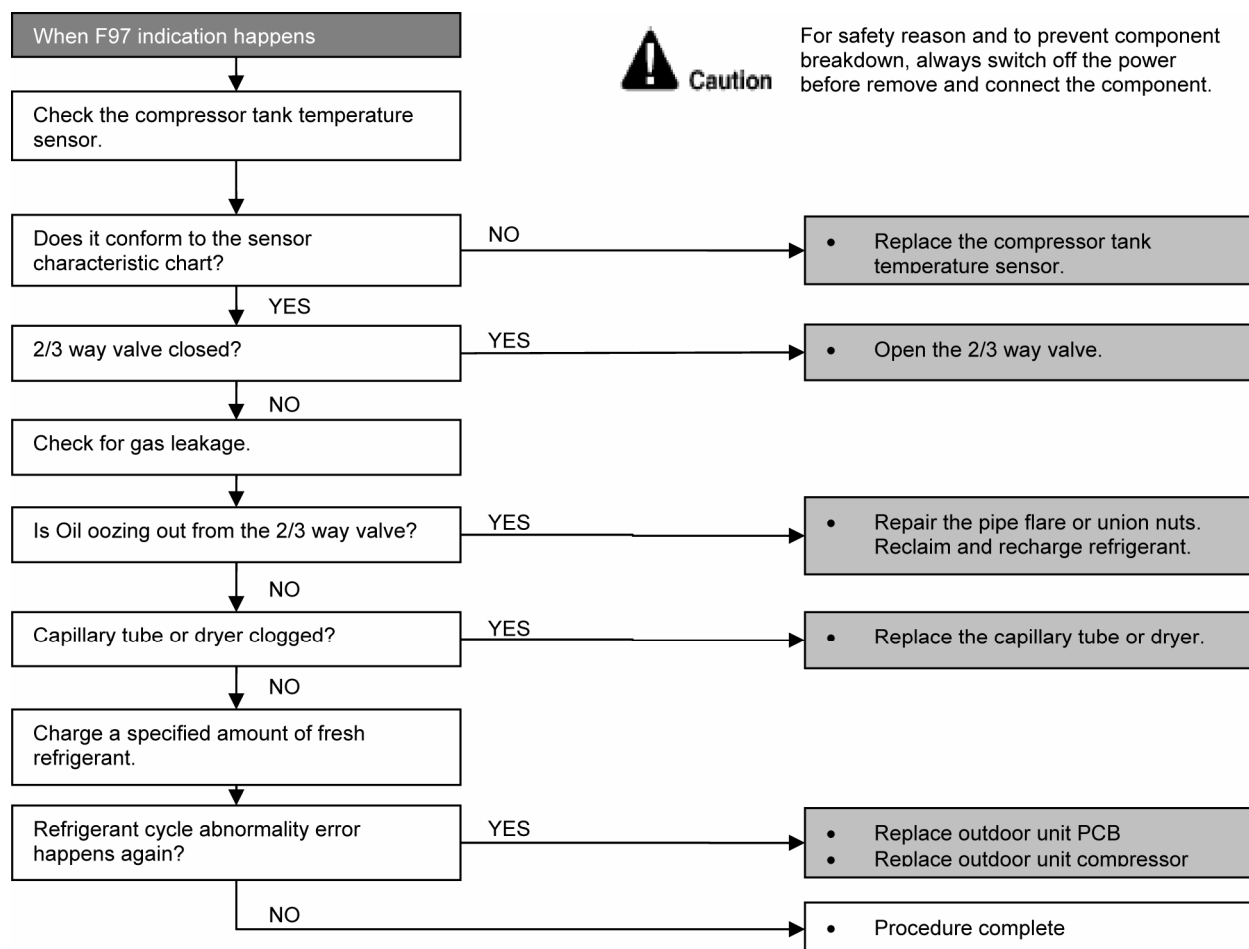 When F97 indication happens
Caution
For safety reason and to prevent component
breakdown, always switch off the power
before remove and connect the component.
Check the compressor tank temperature
sensor.
Does it conform to the sensor
characteristic chart?
NO
• Replace the compressor tank
temperature sensor.
YES
2/3 way valve closed?
YES
• Open the 2/3 way valve.
NO
Check for gas leakage.
Is Oil oozing out from the 2/3 way valve?
YES
• Repair the pipe flare or union nuts.
Reclaim and recharge refrigerant.
NO
Capillary tube or dryer clogged?
YES
• Replace the capillary tube or dryer.
NO
Charge a specified amount of fresh
refrigerant.
Refrigerant cycle abnormality error
happens again?
YES
• Replace outdoor unit PCB
• Replace outdoor unit compressor
NO
• Procedure complete